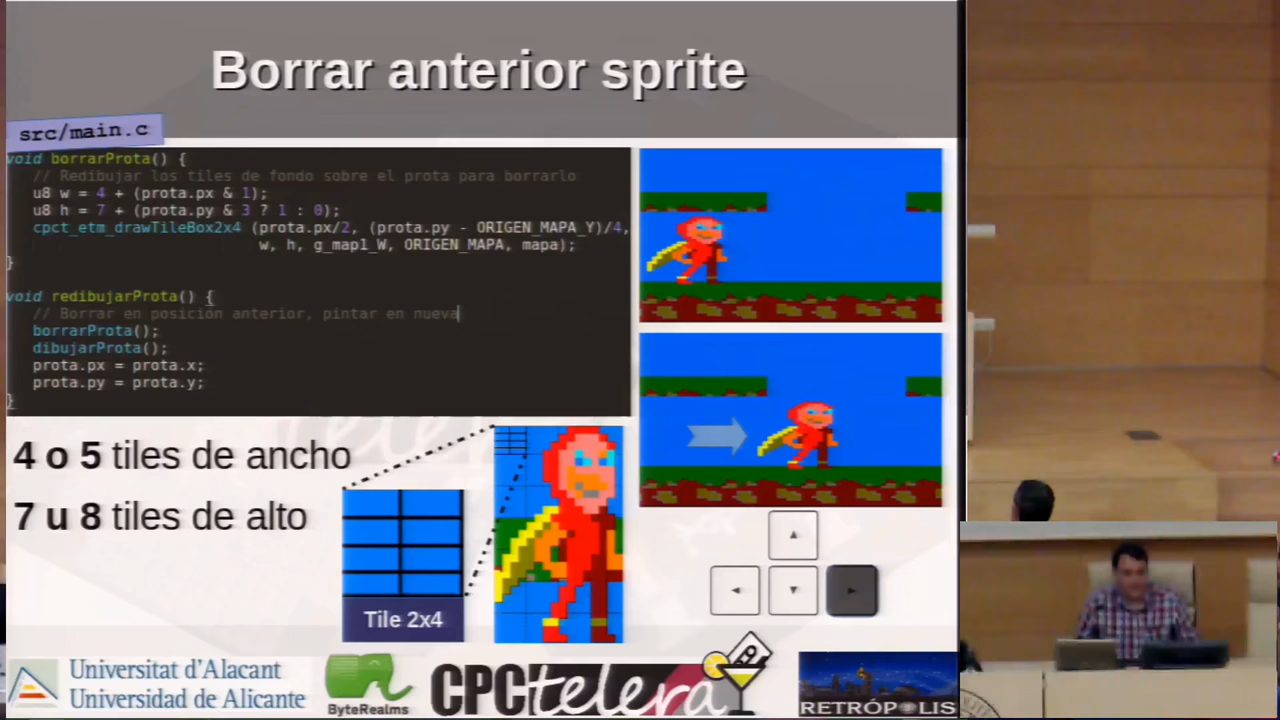 Borrar anterior sprite
src/main.c
void borrarProta() {
// Redibujar los tiles de fondo sobre el prota para borrarlo
u8 w = 4 + (prota.px & 1);
u8 h = 7 + (prota.py & 3 ? 1 : 0);
cpct_etm_drawTileBox2x4 (prota.px/2, (prota.py - ORIGEN_MAPA_Y)/4,
w, h, g_map1_W, ORIGEN_MAPA, mapa);
}
void redibujarProta() {
// Borrar en posición anterior, pintar en nueva
borrarProta();
dibujarProta();
prota.px = prota.x;
prota.py = prota.y;
}
4 o 5 tiles de ancho
7 u 8 tiles de alto
Tile 2x4
Universitat d'Alacant
Universidad de Alicante
ByteRealms
CPCtelera
RETRÓPOLIS